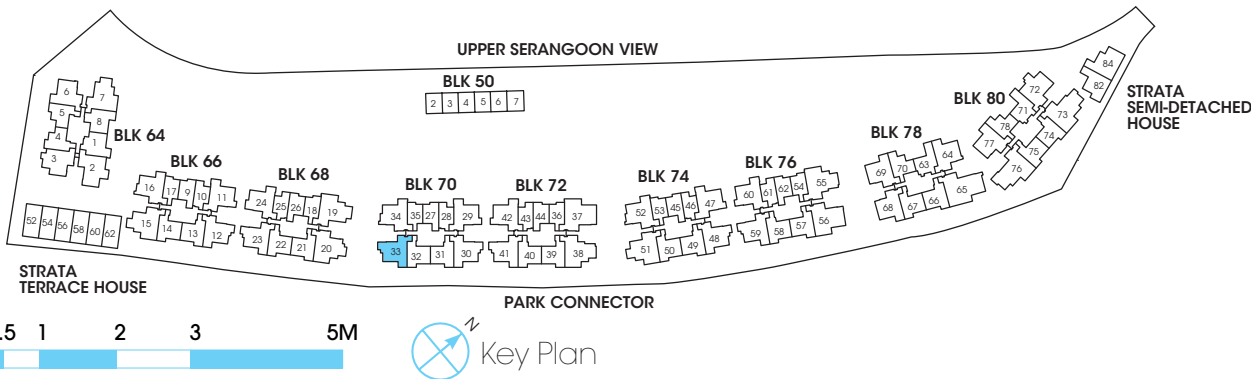 UPPER SERANGOON VIEW
BLK 50
2 3 4 5 6 7
84
82
STRATA
SEMI-DETACHED
HOUSE
BLK 80
72
71
73
78
74
77
75
76
6
7
5
8
4
1
3
2
BLK 64
BLK 66
16 17 9 10 11
15 14 13 12
BLK 68
24 25 26 18 19
23 22 21 20
BLK 70
34 35 27 28 29
33 32 31 30
BLK 72
42 43 44 36 37
41 40 39 38
BLK 74
52 53 45 46 47
51 50 49 48
BLK 76
60 61 62 54 55
59 58 57 56
BLK 78
69 70 63 64
68 67 66 65
52 54 56 58 60 62
STRATA
TERRACE HOUSE
PARK CONNECTOR
.5 1 2 3 5M
N
Key Plan